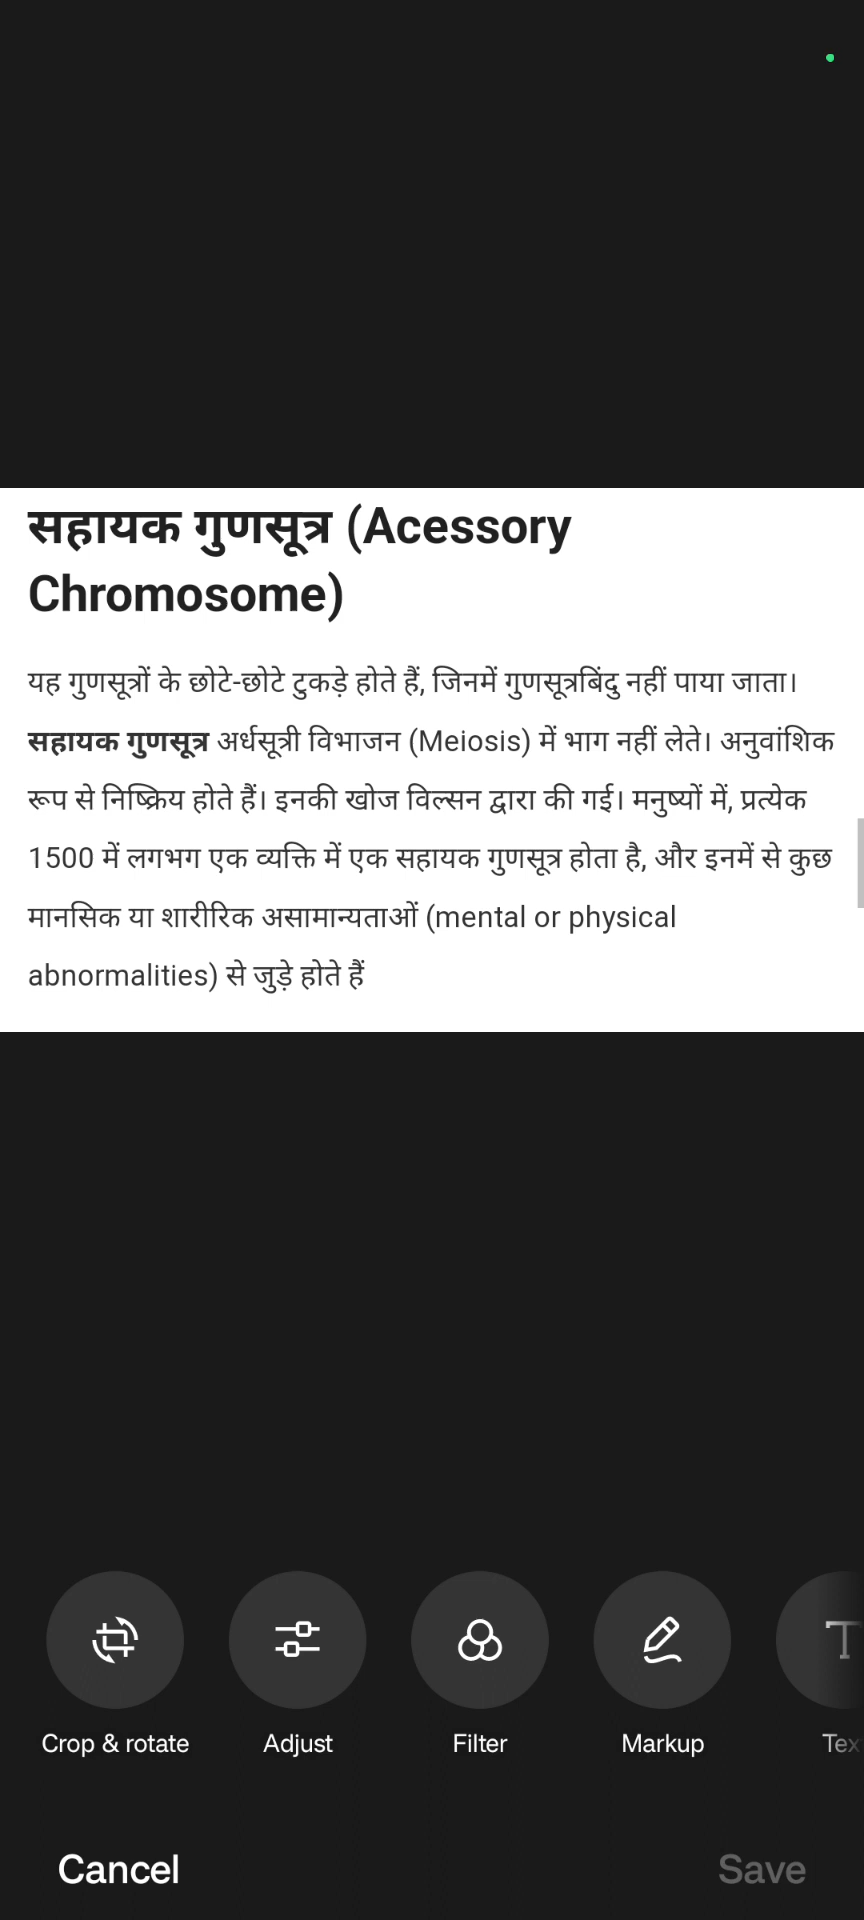 सहायक गुणसूत्र (Acessory
Chromosome)
यह गुणसूत्रों के छोटे-छोटे टुकड़े होते हैं, जिनमें गुणसूत्रबिंदु नहीं पाया जाता।
सहायक गुणसूत्र अर्धसूत्री विभाजन (Meiosis) में भाग नहीं लेते। अनुवांशिक
रूप से निष्क्रिय होते हैं। इनकी खोज विल्सन द्वारा की गई। मनुष्यों में, प्रत्येक
1500 में लगभग एक व्यक्ति में एक सहायक गुणसूत्र होता है, और इनमें से कुछ
मानसिक या शारीरिक असामान्यताओं (mental or physical
abnormalities) से जुड़े होते हैं
Crop & rotate Adjust Filter Markup
Cancel Save